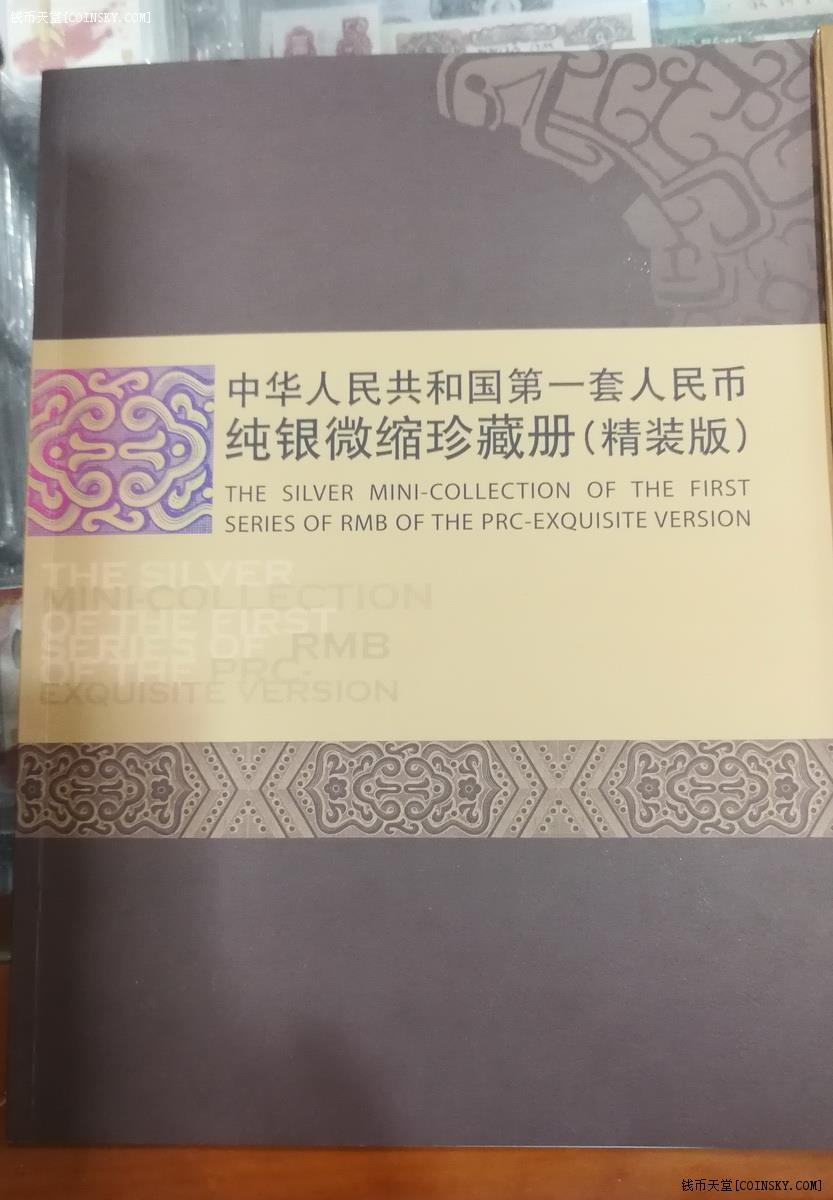 钱币天堂[COINSKY.COM]
中华人民共和国第一套人民币
纯银微缩珍藏册(精装版)
THE SILVER MINI-COLLECTION OF THE FIRST
SERIES OF RMB OF THE PRC-EXQUISITE VERSION
THE SILVER
MINI-COLLECTION
OF THE FIRST
SERIES OF RMB
OF THE PRC-
EXQUISITE VERSION
钱币天堂[COINSKY.COM]